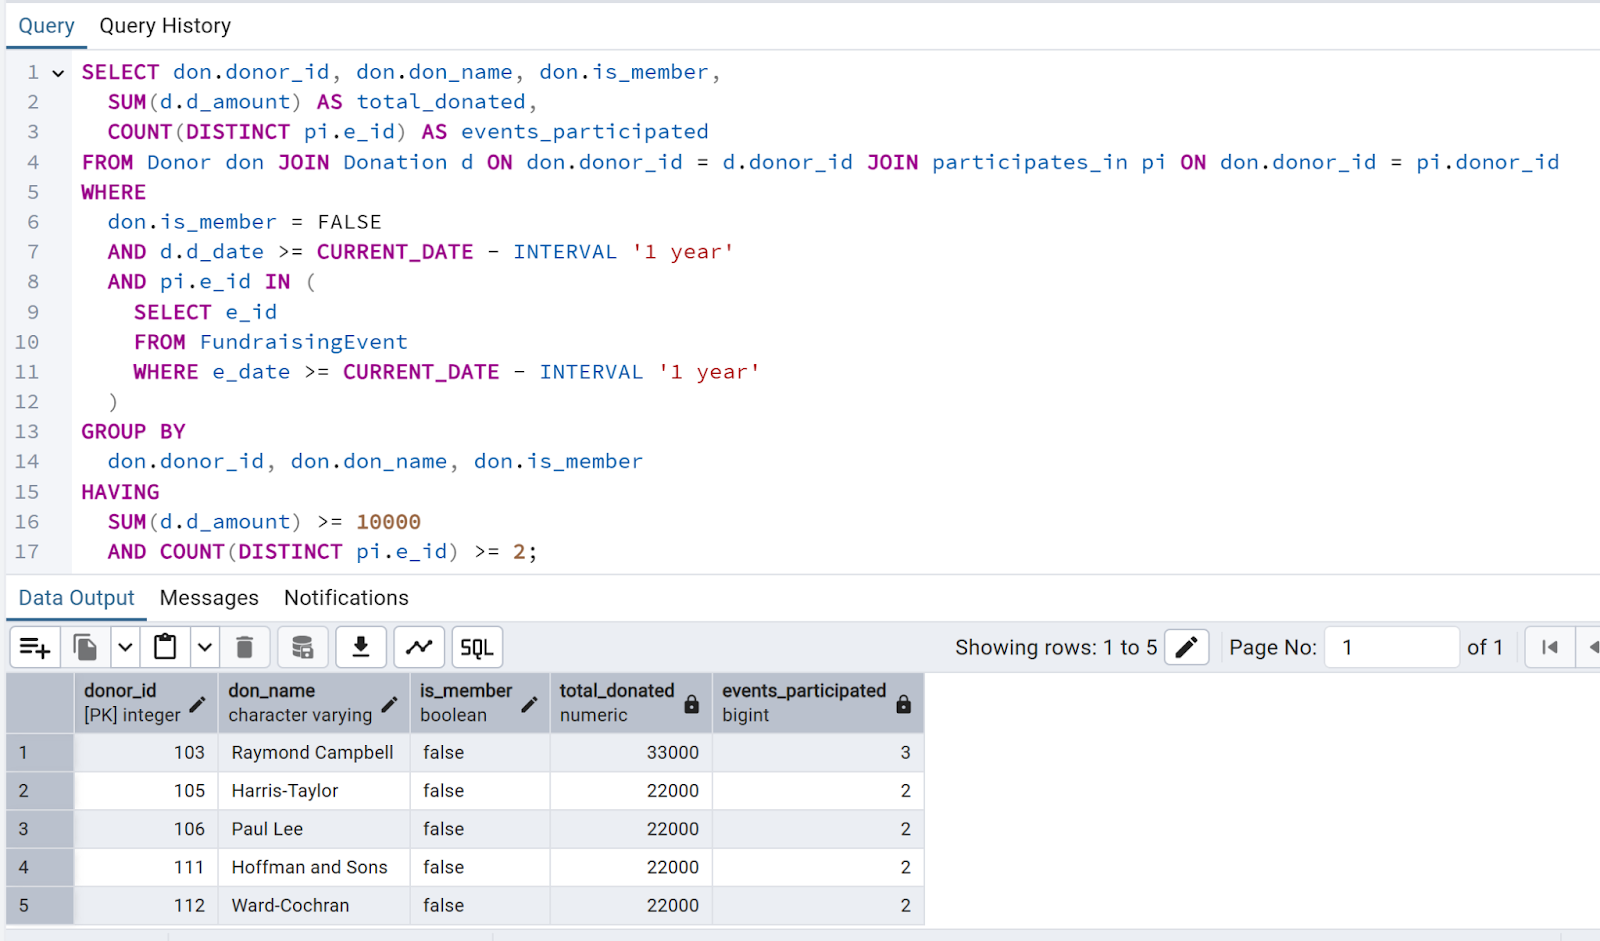 Query Query History
1 SELECT don.donor_id, don.don_name, don.is_member,
2 SUM(d.d_amount) AS total_donated,
3 COUNT(DISTINCT pi.e_id) AS events_participated
4 FROM Donor don JOIN Donation d ON don.donor_id = d.donor_id JOIN participates_in pi ON don.donor_id = pi.donor_id
5 WHERE
6 don.is_member = FALSE
7 AND d.d_date >= CURRENT_DATE - INTERVAL '1 year'
8 AND pi.e_id IN (
9 SELECT e_id
10 FROM FundraisingEvent
11 WHERE e_date >= CURRENT_DATE - INTERVAL '1 year'
12 )
13 GROUP BY
14 don.donor_id, don.don_name, don.is_member
15 HAVING
16 SUM(d.d_amount) >= 10000
17 AND COUNT(DISTINCT pi.e_id) >= 2;
Data Output Messages Notifications
SQL Showing rows: 1 to 5 Page No: 1 of 1
donor_id don_name is_member total_donated events_participated
[PK] integer character varying boolean numeric bigint
1 103 Raymond Campbell false 33000 3
2 105 Harris-Taylor false 22000 2
3 106 Paul Lee false 22000 2
4 111 Hoffman and Sons false 22000 2
5 112 Ward-Cochran false 22000 2